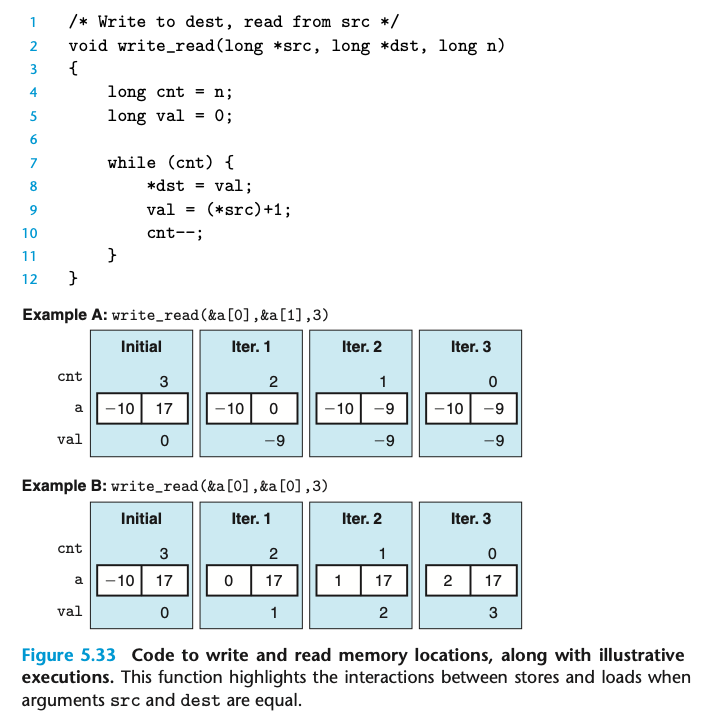 1 /* Write to dest, read from src */
2 void write_read(long *src, long *dst, long n)
3 {
4 long cnt = n;
5 long val = 0;
6
7 while (cnt) {
8 *dst = val;
9 val = (*src)+1;
10 cnt--;
11 }
12 }
Example A: write_read(&a[0],&a[1],3)
Initial Iter. 1 Iter. 2 Iter. 3
cnt 3 2 1 0
a −10 17 −10 0 −10 −9 −10 −9
val 0 −9 −9 −9
Example B: write_read(&a[0],&a[0],3)
Initial Iter. 1 Iter. 2 Iter. 3
cnt 3 2 1 0
a −10 17 0 17 1 17 2 17
val 0 1 2 3
Figure 5.33 Code to write and read memory locations, along with illustrative
executions. This function highlights the interactions between stores and loads when
arguments src and dest are equal.